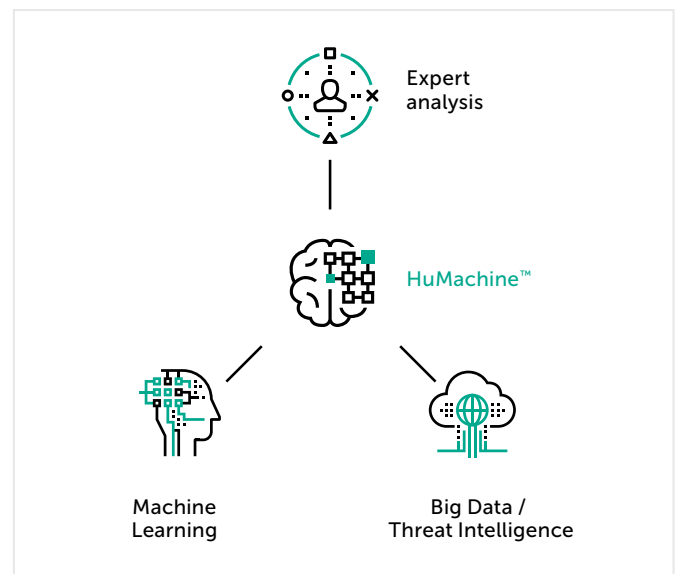 Expert
analysis
HuMachine™
Machine
Learning
Big Data /
Threat Intelligence